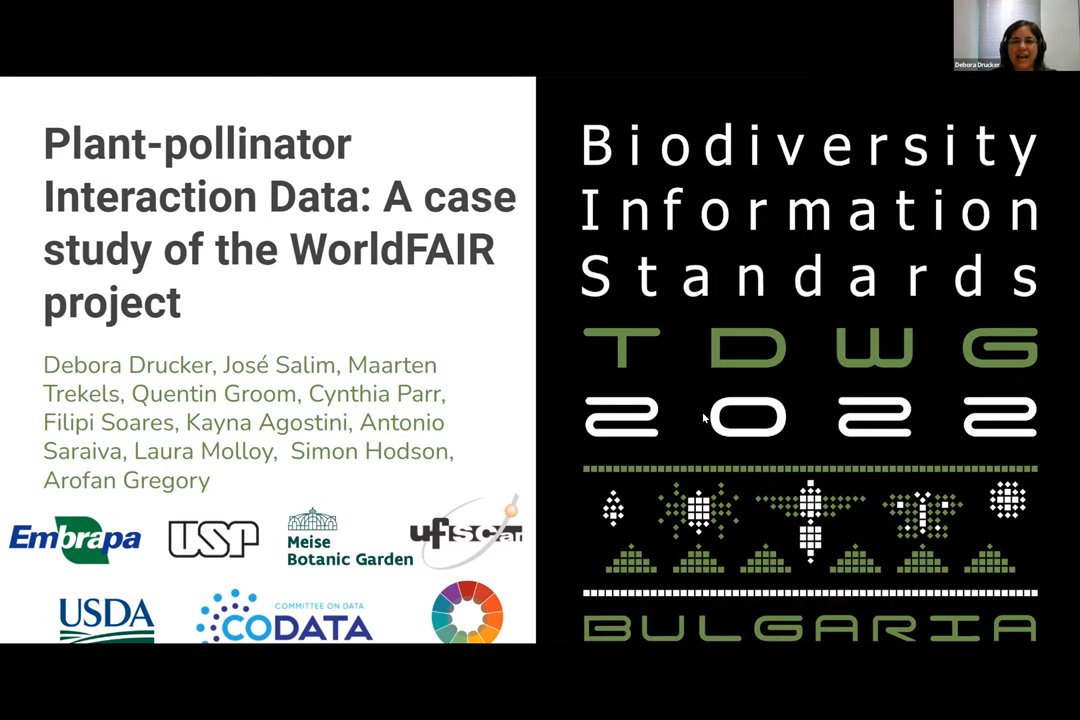 Debora Drucker
Plant-pollinator
Interaction Data: A case
study of the WorldFAIR
project
Debora Drucker, José Salim, Maarten
Trekels, Quentin Groom, Cynthia Parr,
Filipi Soares, Kayna Agostini, Antonio
Saraiva, Laura Molloy, Simon Hodson,
Arofan Gregory
Embrapa
USP
Meise
Botanic Garden
ufscar
USDA
COMMITTEE ON DATA
CODATA
Biodiversity
Information
Standards
TDWG
2022
BULGARIA